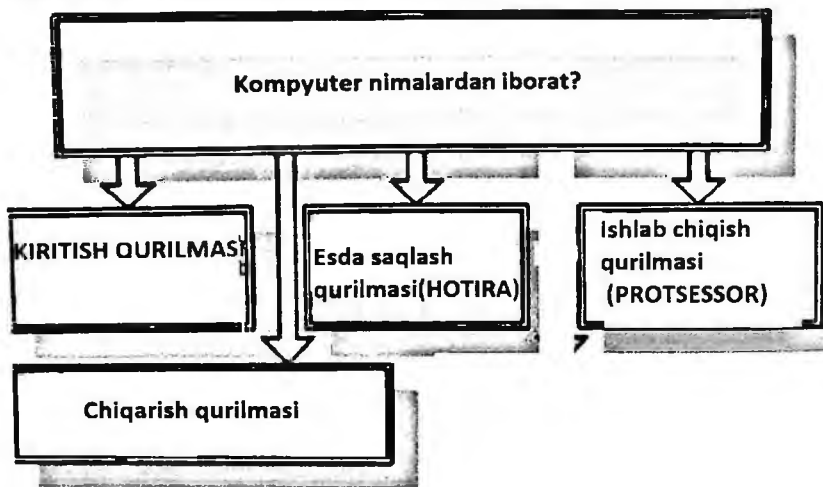 Kompyuter nimalardan iborat?
KIRITISH QURILMASI
Esda saqlash
qurilmasi(HOTIRA)
Ishlab chiqish
qurilmasi
(PROTSESSOR)
Chiqarish qurilmasi